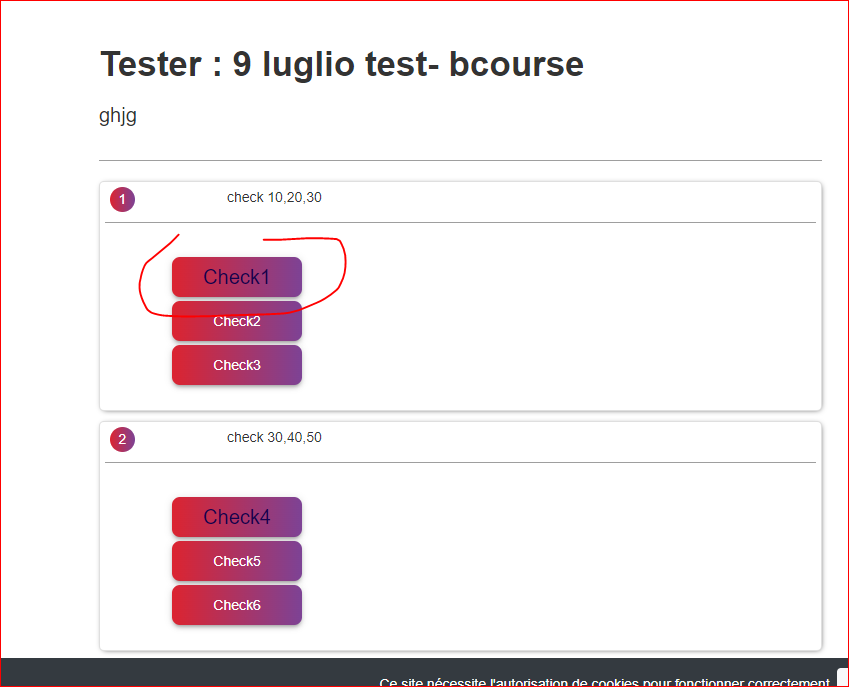 Tester : 9 luglio test- bcourse
ghjg
1 check 10,20,30
Check1
Check2
Check3
2 check 30,40,50
Check4
Check5
Check6
Ce site nécessite l'autorisation de cookies pour fonctionner correctement